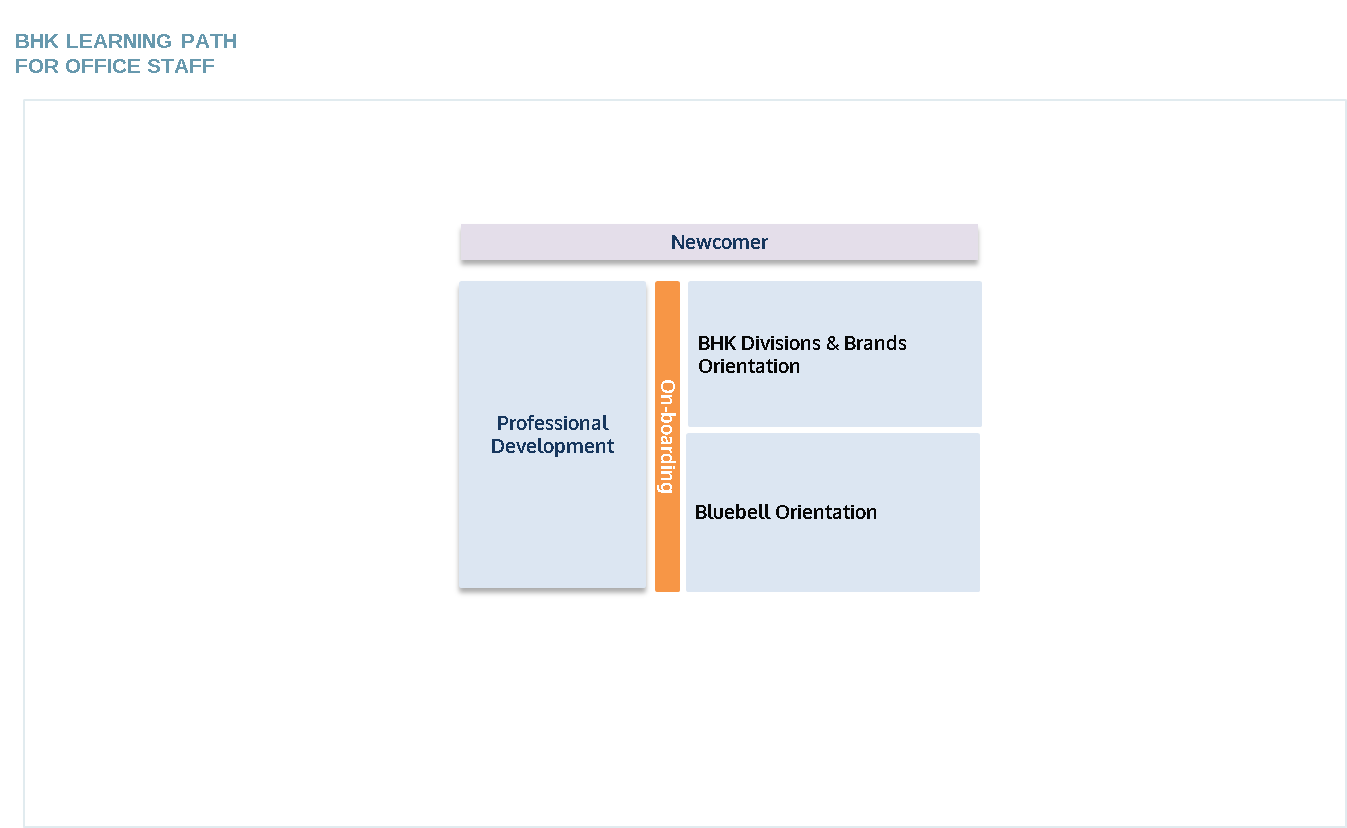 BHK LEARNING PATH
FOR OFFICE STAFF
Newcomer
Professional
Development
On-boarding
BHK Divisions & Brands
Orientation
Bluebell Orientation